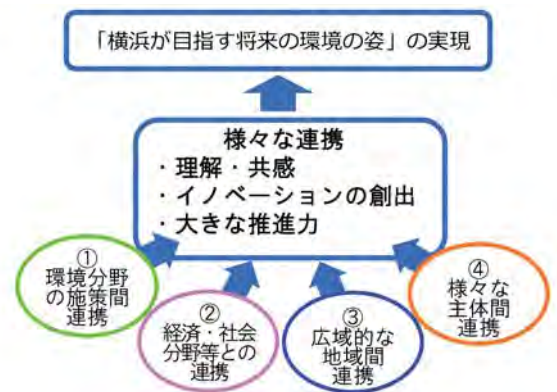 「横浜が目指す将来の環境の姿」の実現
様々な連携
・理解・共感
・イノベーションの創出
・大きな推進力
①
環境分野
の施策間
連携
②
経済・社会
分野等との
連携
③
広域的な
地域間
連携
④
様々な
主体間
連携